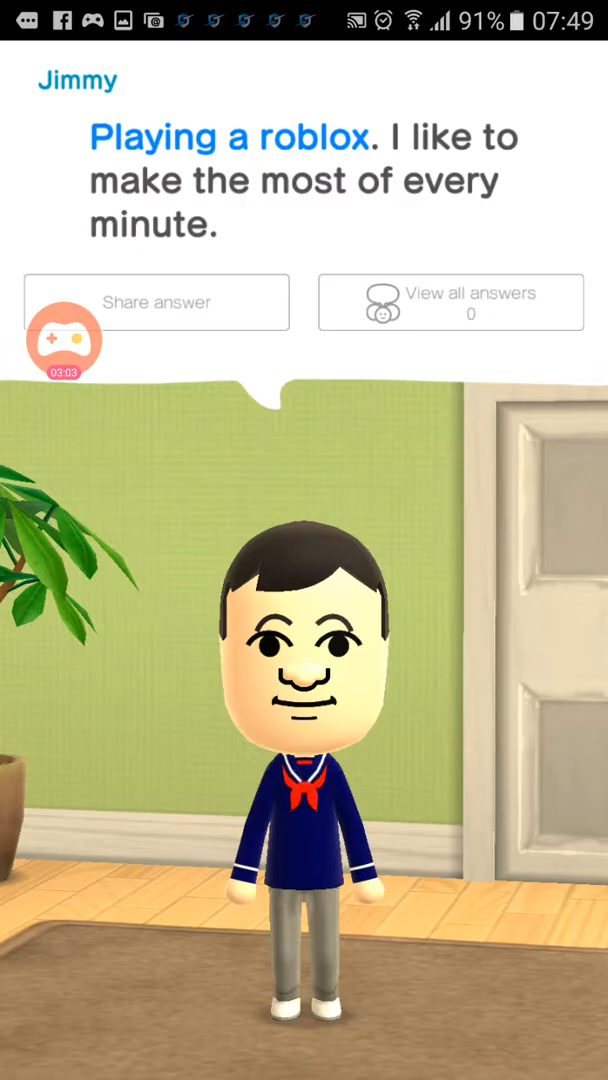 91% 07:49
Jimmy
Playing a roblox. I like to
make the most of every
minute.
Share answer
View all answers
0
03:03